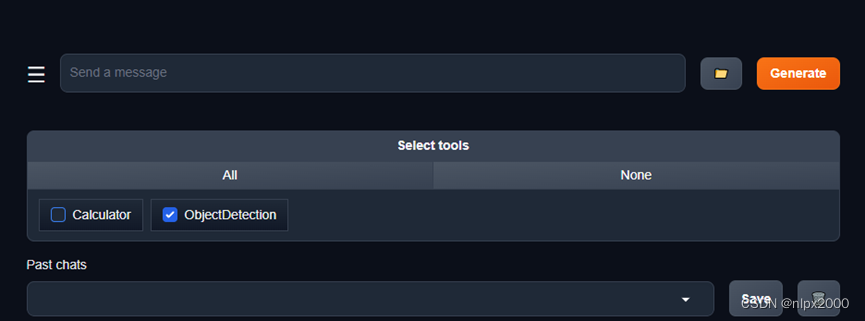 Send a message
Generate
Select tools
All None
Calculator ObjectDetection
Past chats
Save
CSDN @nlpx2000